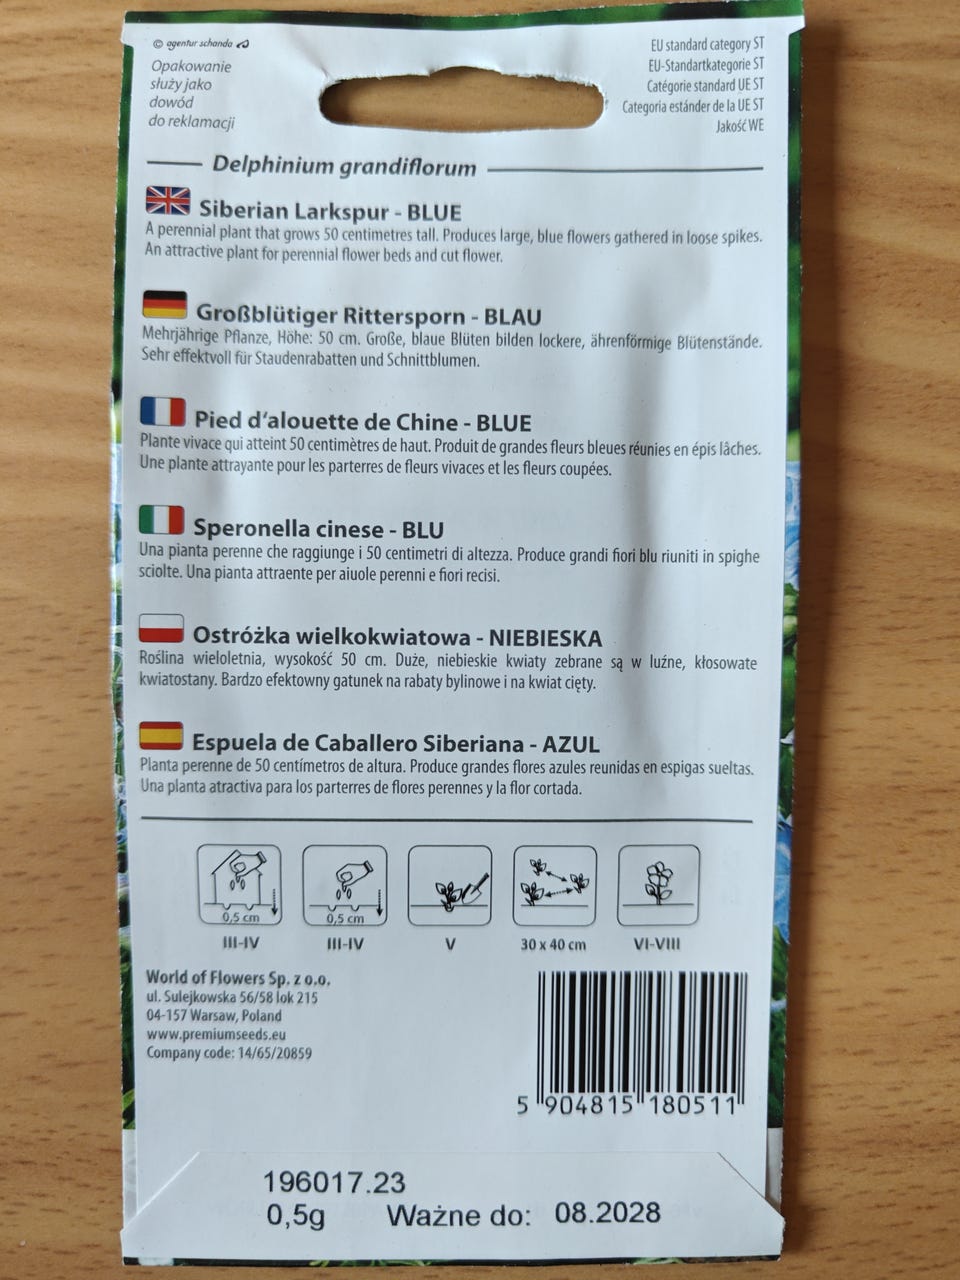 © agentur schanda
Opakowanie
służy jako
dowód
do reklamacji
EU standard category ST
EU-Standartkategorie ST
Catégorie standard UE ST
Categoria estánder de la UE ST
Jakość WE
Delphinium grandiflorum
Siberian Larkspur - BLUE
A perennial plant that grows 50 centimetres tall. Produces large, blue flowers gathered in loose spikes.
An attractive plant for perennial flower beds and cut flower.
Großblütiger Rittersporn - BLAU
Mehrjährige Pflanze, Höhe: 50 cm. Große, blaue Blüten bilden lockere, ährenförmige Blütenstände.
Sehr effektvoll für Staudenrabatten und Schnittblumen.
Pied d‘alouette de Chine - BLUE
Plante vivace qui atteint 50 centimètres de haut. Produit de grandes fleurs bleues réunies en épis lâches.
Une plante attrayante pour les parterres de fleurs vivaces et les fleurs coupées.
Speronella cinese - BLU
Una pianta perenne che raggiunge i 50 centimetri di altezza. Produce grandi fiori blu riuniti in spighe
sciolte. Una pianta attraente per aiuole perenni e fiori recisi.
Ostróżka wielkokwiatowa - NIEBIESKA
Roślina wieloletnia, wysokość 50 cm. Duże, niebieskie kwiaty zebrane są w luźne, kłosowate
kwiatostany. Bardzo efektowny gatunek na rabaty bylinowe i na kwiat cięty.
Espuela de Caballero Siberiana - AZUL
Planta perenne de 50 centímetros de altura. Produce grandes flores azules reunidas en espigas sueltas.
Una planta atractiva para los parterres de flores perennes y la flor cortada.
0,5 cm 0,5 cm
III-IV III-IV V 30 x 40 cm VI-VIII
World of Flowers Sp. z o.o.
ul. Sulejkowska 56/58 lok 215
04-157 Warsaw, Poland
www.premiumseeds.eu
Company code: 14/65/20859
5 904815 180511
196017.23
0,5g Ważne do: 08.2028